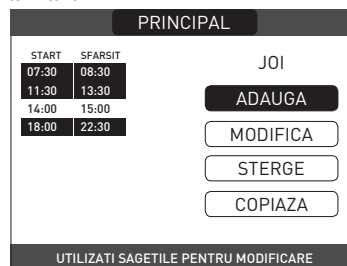 PRINCIPAL
START SFARSIT
07:30 08:30
11:30 13:30
14:00 15:00
18:00 22:30
JOI
ADAUGA
MODIFICA
STERGE
COPIAZA
UTILIZATI SAGETILE PENTRU MODIFICARE